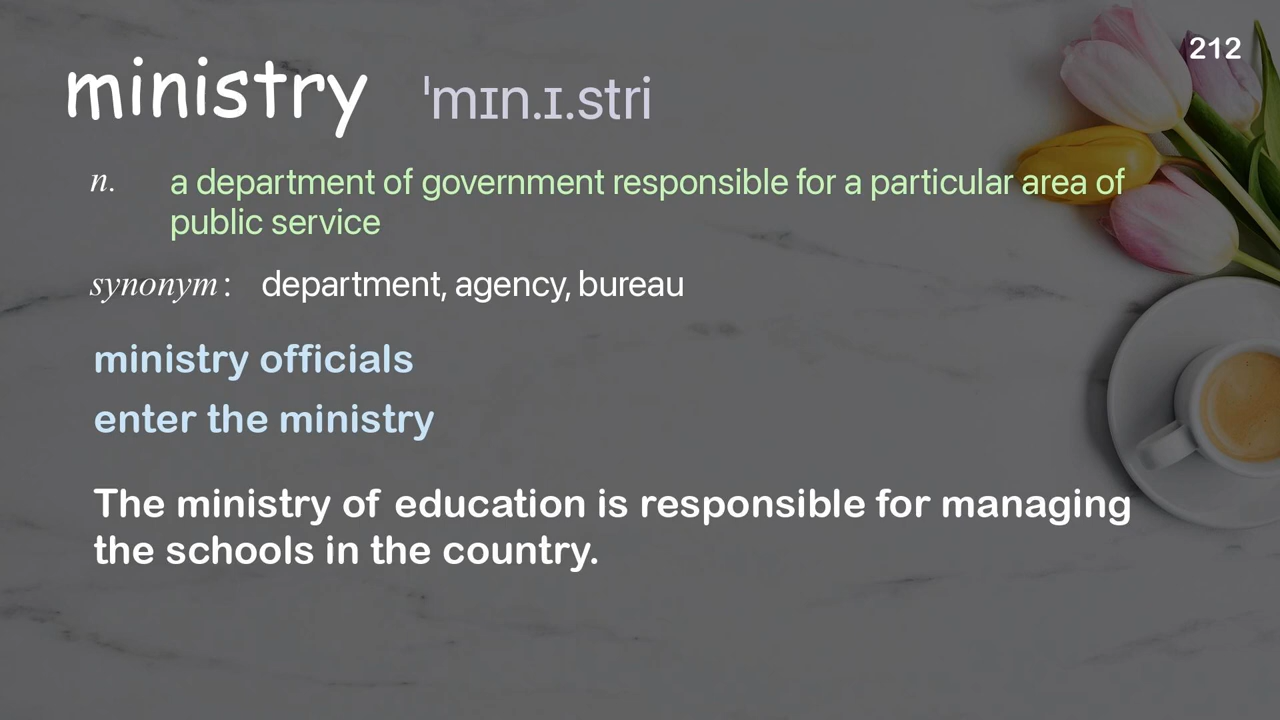 212
ministry ˈmɪn.ɪ.stri
n. a department of government responsible for a particular area of
public service
synonym: department, agency, bureau
ministry officials
enter the ministry
The ministry of education is responsible for managing
the schools in the country.